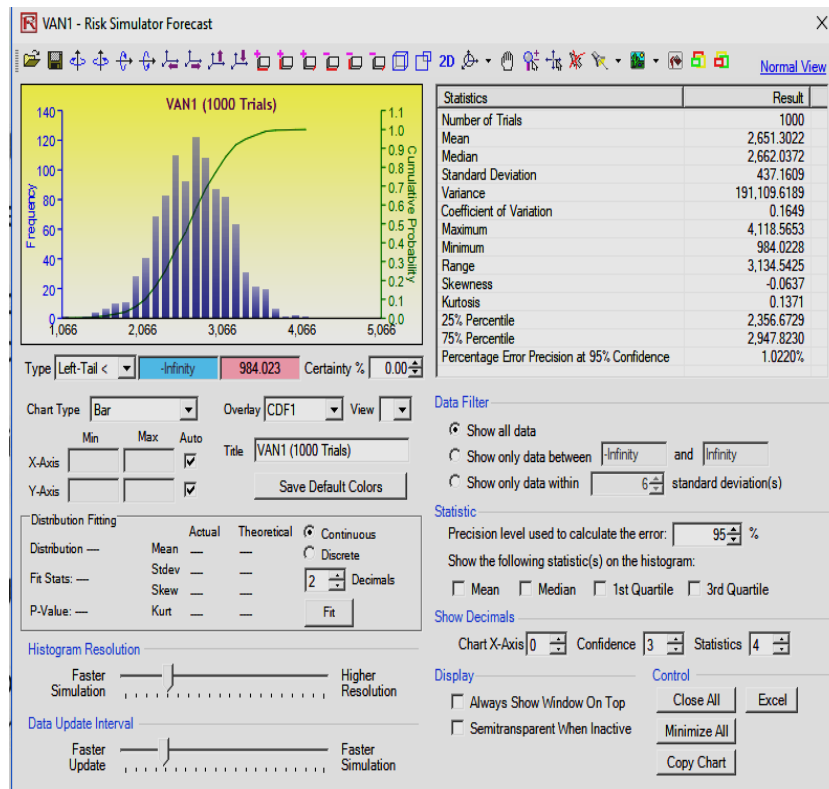 VAN1 - Risk Simulator Forecast
X
2D
Normal View
VAN1 (1000 Trials)
Frequency
140
120
100
80
60
40
20
0
1,066 2,066 3,066 4,066 5,066
Cumulative Probability
1.1
1.0
0.9
0.8
0.7
0.6
0.5
0.4
0.3
0.2
0.1
0.0
Statistics Result
Number of Trials 1000
Mean 2,651.3022
Median 2,662.0372
Standard Deviation 437.1609
Variance 191,109.6189
Coefficient of Variation 0.1649
Maximum 4,118.5653
Minimum 984.0228
Range 3,134.5425
Skewness -0.0637
Kurtosis 0.1371
25% Percentile 2,356.6729
75% Percentile 2,947.8230
Percentage Error Precision at 95% Confidence 1.0220%
Type Left-Tail < -Infinity 984.023 Certainty % 0.00
Chart Type Bar Overlay CDF1 View
Min Max Auto
X-Axis
Y-Axis
Title VAN1 (1000 Trials)
Save Default Colors
Distribution Fitting
Actual Theoretical
Distribution --- Mean --- ---
Stdev --- ---
Fit Stats: --- Skew --- ---
P-Value: --- Kurt --- ---
Continuous
Discrete
2 Decimals
Fit
Histogram Resolution
Faster Simulation
Higher Resolution
Data Update Interval
Faster Update
Faster Simulation
Data Filter
Show all data
Show only data between -Infinity and Infinity
Show only data within 6 standard deviation(s)
Statistic
Precision level used to calculate the error: 95 %
Show the following statistic(s) on the histogram:
Mean Median 1st Quartile 3rd Quartile
Show Decimals
Chart X-Axis 0 Confidence 3 Statistics 4
Display
Always Show Window On Top
Semitransparent When Inactive
Control
Close All Excel
Minimize All
Copy Chart